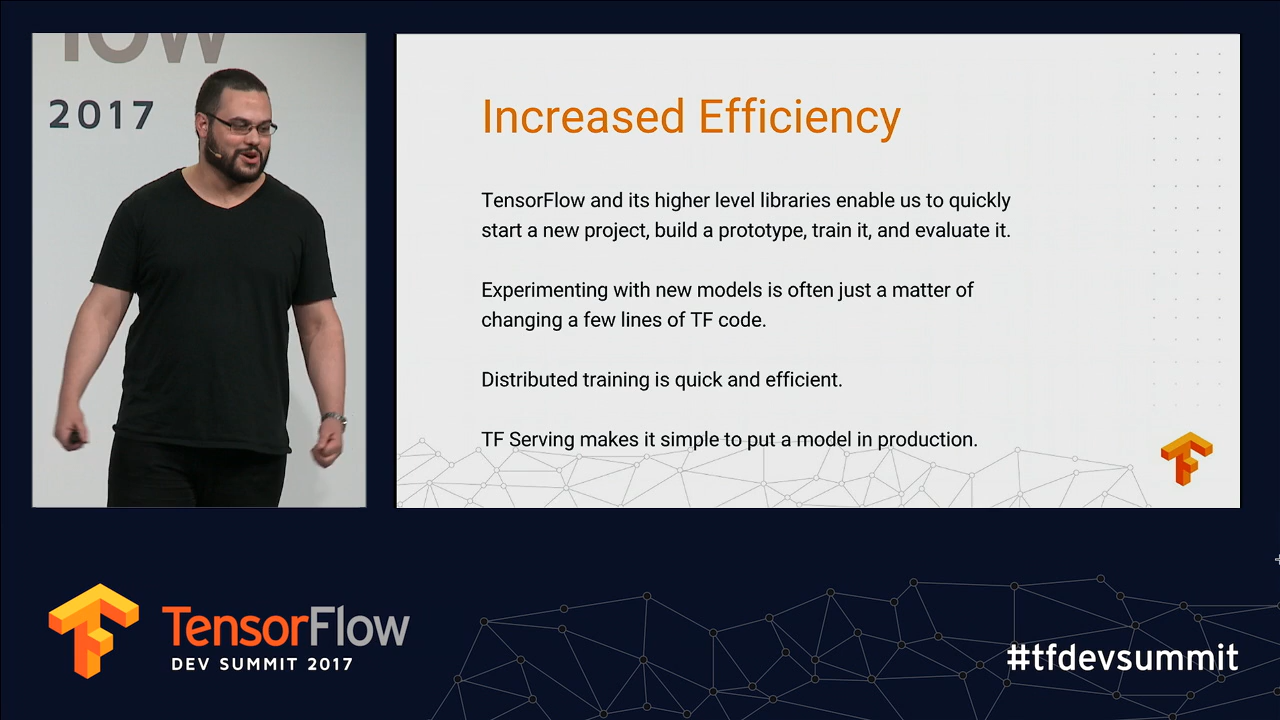 2017
Increased Efficiency
TensorFlow and its higher level libraries enable us to quickly
start a new project, build a prototype, train it, and evaluate it.
Experimenting with new models is often just a matter of
changing a few lines of TF code.
Distributed training is quick and efficient.
TF Serving makes it simple to put a model in production.
TensorFlow
DEV SUMMIT 2017
#tfdevsummit